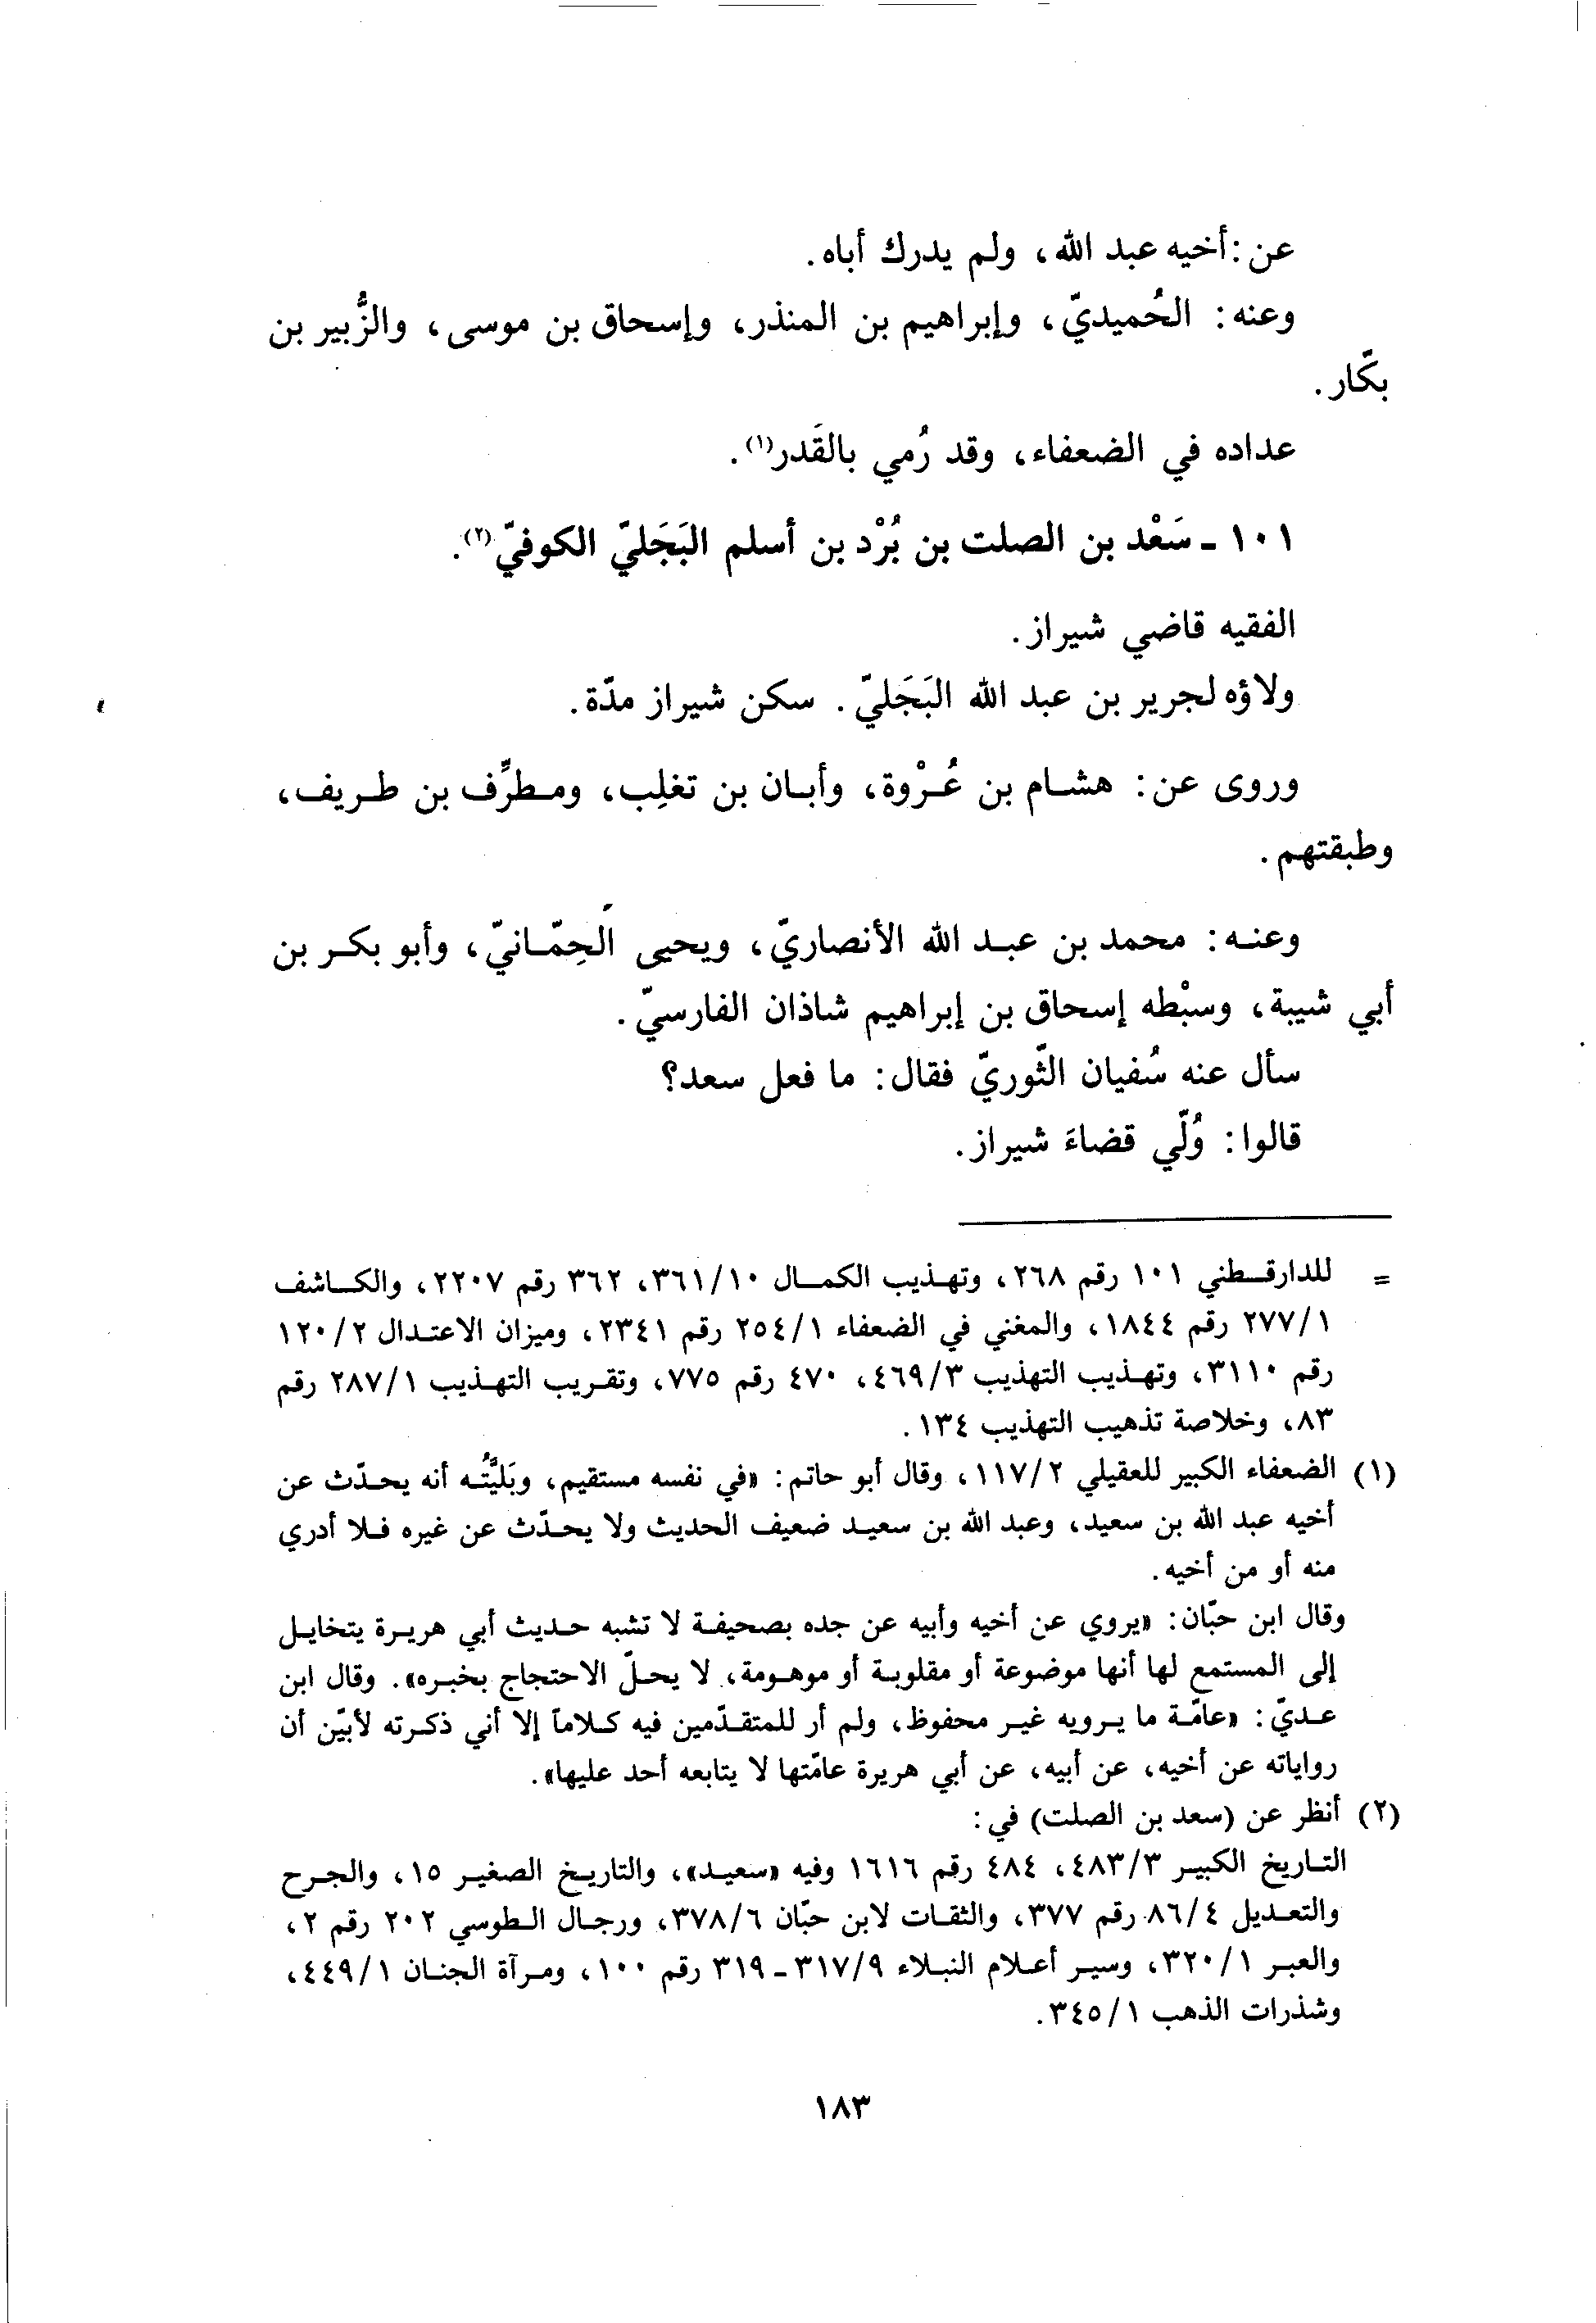 عن: أخيه عبد الله، ولم يدرك أباه.
وعنه: الحُميديّ، وإبراهيم بن المنذر، وإسحاق بن موسى، والزُّبير بن
بكّار.
عداده في الضعفاء، وقد رُمي بالقَدر(١).
١٠١ ـ سَعْد بن الصلت بن بُرْد بن أسلم البَجَليّ الكوفيّ(٢).
الفقيه قاضي شيراز.
ولاؤه لجرير بن عبد الله البَجَليّ. سكن شيراز مدّة.
وروى عن: هشام بن عُرْوة، وأبان بن تغلِب، ومطرِّف بن طريف،
وطبقتهم.
وعنه: محمد بن عبد الله الأنصاريّ، ويحيى الَحِمّانيّ، وأبو بكر بن
أبي شيبة، وسبْطه إسحاق بن إبراهيم شاذان الفارسيّ.
سأل عنه سُفيان الثّوريّ فقال: ما فعل سعد؟
قالوا: وُلّي قضاءَ شيراز.
= للدارقطني ١٠١ رقم ٢٦٨، وتهذيب الكمال ٣٦١/١٠، ٣٦٢ رقم ٢٢٠٧، والكاشف
٢٧٧/١ رقم ١٨٤٤، والمغني في الضعفاء ٢٥٤/١ رقم ٢٣٤١، وميزان الاعتدال ١٢٠/٢
رقم ٣١١٠، وتهذيب التهذيب ٤٦٩/٣، ٤٧٠ رقم ٧٧٥، وتقريب التهذيب ٢٨٧/١ رقم
٨٣، وخلاصة تذهيب التهذيب ١٣٤.
(١) الضعفاء الكبير للعقيلي ١١٧/٢، وقال أبو حاتم: «في نفسه مستقيم، وبَليَّتُه أنه يحدّث عن
أخيه عبد الله بن سعيد، وعبد الله بن سعيد ضعيف الحديث ولا يحدّث عن غيره فلا أدري
منه أو من أخيه.
وقال ابن حبّان: «يروي عن أخيه وأبيه عن جده بصحيفة لا تشبه حديث أبي هريرة يتخايل
إلى المستمع لها أنها موضوعة أو مقلوبة أو موهومة، لا يحلّ الاحتجاج بخبره». وقال ابن
عديّ: «عامّة ما يرويه غير محفوظ، ولم أر للمتقدّمين فيه كلاماً إلا أني ذكرته لأبيّن أن
رواياته عن أخيه، عن أبيه، عن أبي هريرة عامّتها لا يتابعه أحد عليها».
(٢) أنظر عن (سعد بن الصلت) في:
التاريخ الكبير ٤٨٣/٣، ٤٨٤ رقم ١٦١٦ وفيه «سعيد»، والتاريخ الصغير ١٥، والجرح
والتعديل ٨٦/٤ رقم ٣٧٧، والثقات لابن حبّان ٣٧٨/٦، ورجال الطوسي ٢٠٢ رقم ٢،
والعبر ٣٢٠/١، وسير أعلام النبلاء ٣١٧/٩ ـ ٣١٩ رقم ١٠٠، ومرآة الجنان ٤٤٩/١،
وشذرات الذهب ٣٤٥/١.
١٨٣